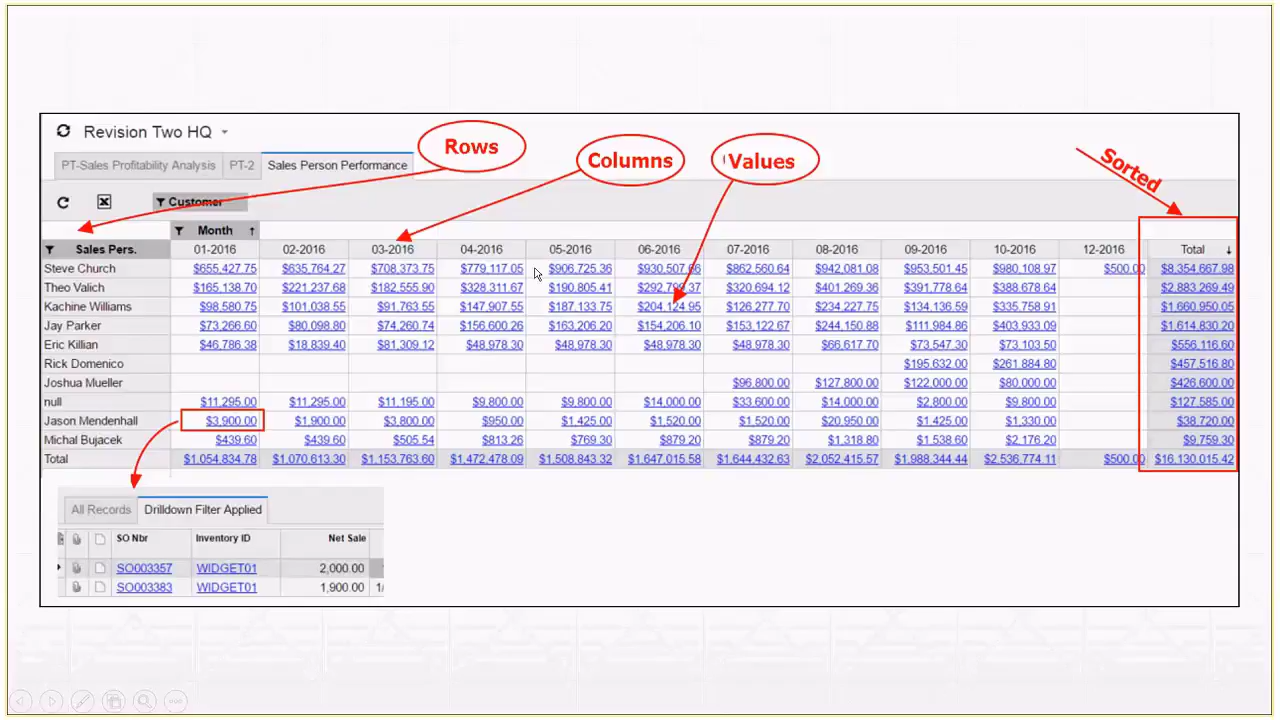 Revision Two HQ
Rows
Columns
Values
Sorted
PT-Sales Profitability Analysis PT-2 Sales Person Performance
Customer
Month
Sales Pers. 01-2016 02-2016 03-2016 04-2016 05-2016 06-2016 07-2016 08-2016 09-2016 10-2016 12-2016 Total
Steve Church $655,427.75 $635,764.27 $708,373.75 $779,117.05 $906,725.36 $930,507.66 $862,560.64 $942,081.08 $953,501.45 $980,108.97 $500.00 $8,354,667.98
Theo Valich $165,138.70 $221,237.68 $182,555.90 $328,311.67 $190,805.41 $292,799.37 $320,694.12 $401,269.36 $391,778.64 $388,678.64 $2,883,269.49
Kachine Williams $98,580.75 $101,038.55 $91,763.55 $147,907.55 $187,133.75 $204,124.95 $126,277.70 $234,227.75 $134,136.59 $335,758.91 $1,660,950.05
Jay Parker $73,266.60 $80,098.80 $74,260.74 $156,600.26 $163,206.20 $154,206.10 $153,122.67 $244,150.88 $111,984.86 $403,933.09 $1,614,830.20
Eric Killian $46,786.38 $18,839.40 $81,309.12 $48,978.30 $48,978.30 $48,978.30 $48,978.30 $66,617.70 $73,547.30 $73,103.50 $556,116.60
Rick Domenico $195,632.00 $261,884.80 $457,516.80
Joshua Mueller $96,800.00 $127,800.00 $122,000.00 $80,000.00 $426,600.00
null $11,295.00 $11,295.00 $11,195.00 $9,800.00 $9,800.00 $14,000.00 $33,600.00 $14,000.00 $2,800.00 $9,800.00 $127,585.00
Jason Mendenhall $3,900.00 $1,900.00 $3,800.00 $950.00 $1,425.00 $1,520.00 $1,520.00 $20,950.00 $1,425.00 $1,330.00 $38,720.00
Michal Bujacek $439.60 $439.60 $505.54 $813.26 $769.30 $879.20 $879.20 $1,318.80 $1,538.60 $2,176.20 $9,759.30
Total $1,054,834.78 $1,070,613.30 $1,153,763.60 $1,472,478.09 $1,508,843.32 $1,647,015.58 $1,644,432.63 $2,052,415.57 $1,988,344.44 $2,536,774.11 $500.00 $16,130,015.42
All Records Drilldown Filter Applied
SO Nbr Inventory ID Net Sale
SO003357 WIDGET01 2,000.00
SO003383 WIDGET01 1,900.00